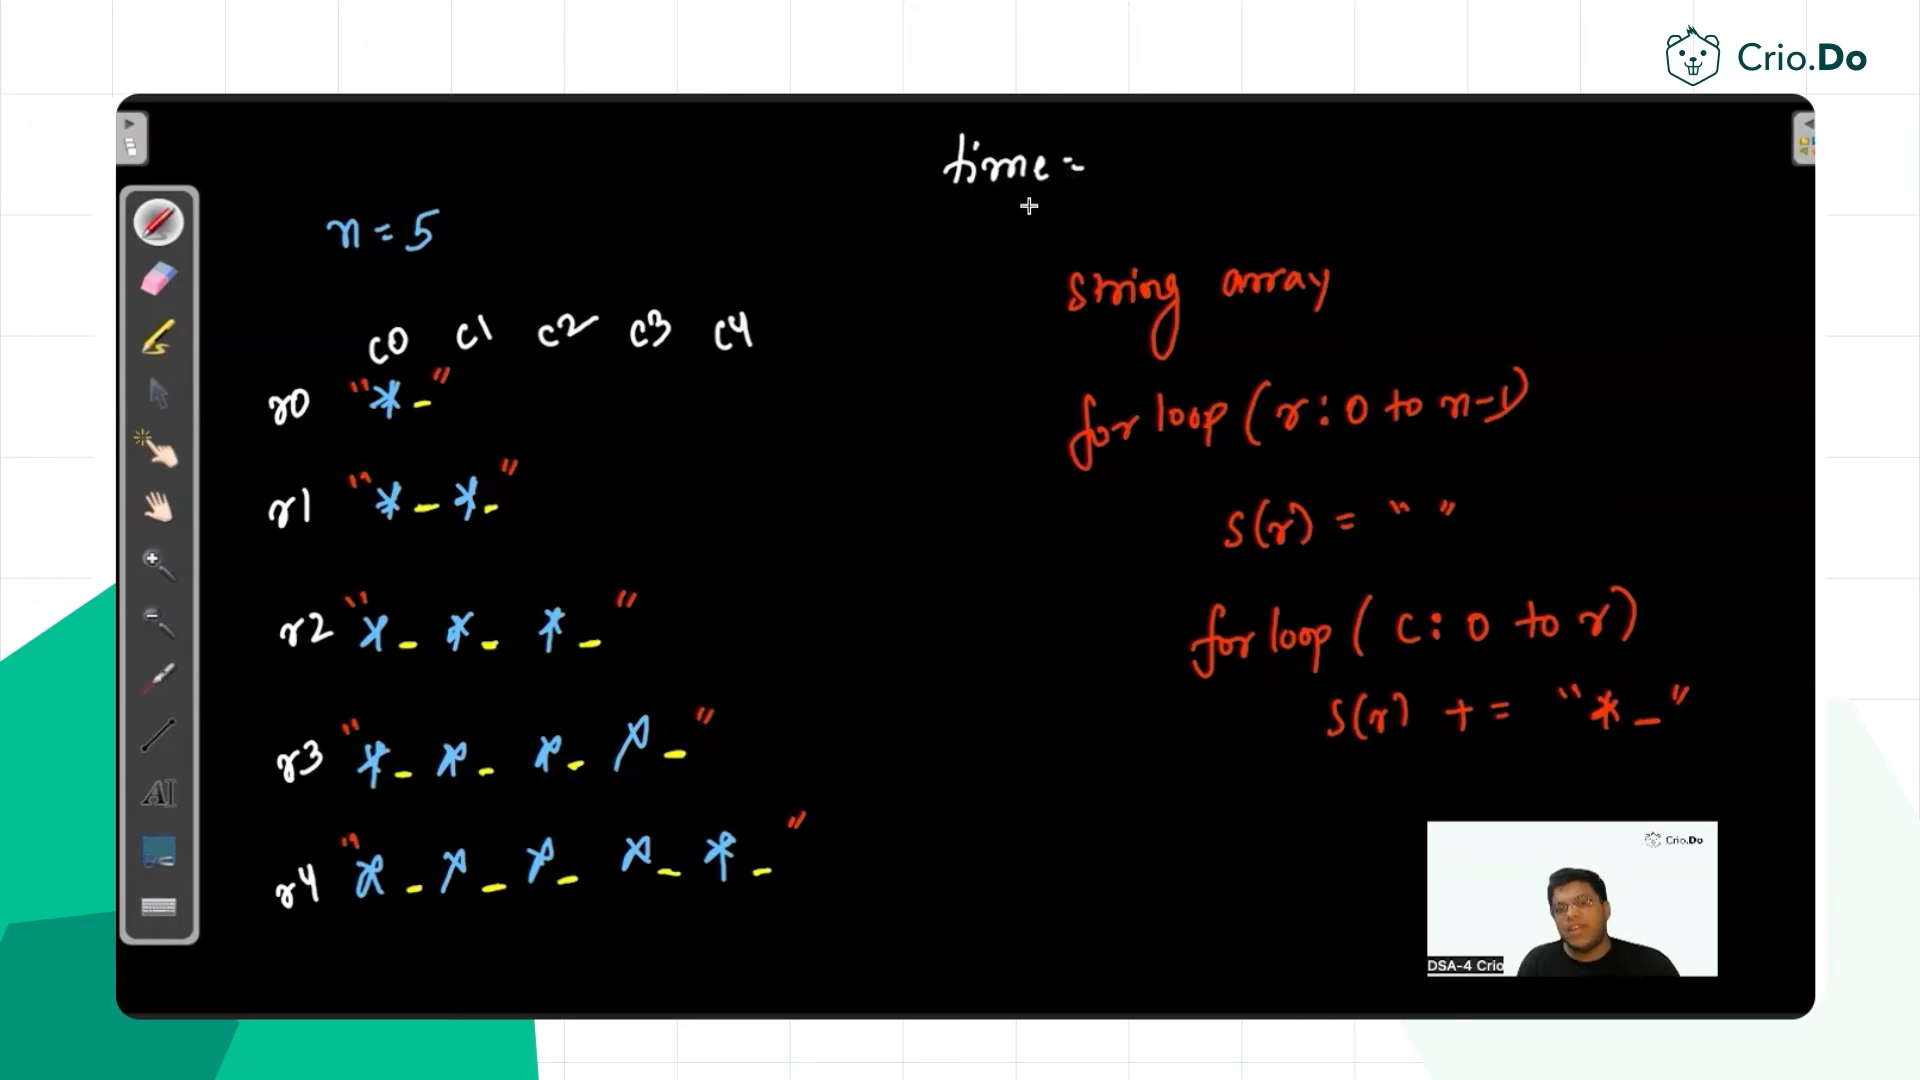 Crio.Do
time =
n = 5
string array
c0 c1 c2 c3 c4
r0 "*_"
for loop (r : 0 to n-1)
r1 "*_*_"
s(r) = " "
r2 "*_*_*_"
for loop ( c : 0 to r)
s(r) += "*_"
r3 "*_*_*_*_"
r4 "*_*_*_*_*_"
AI
Crio.Do
DSA-4 Crio